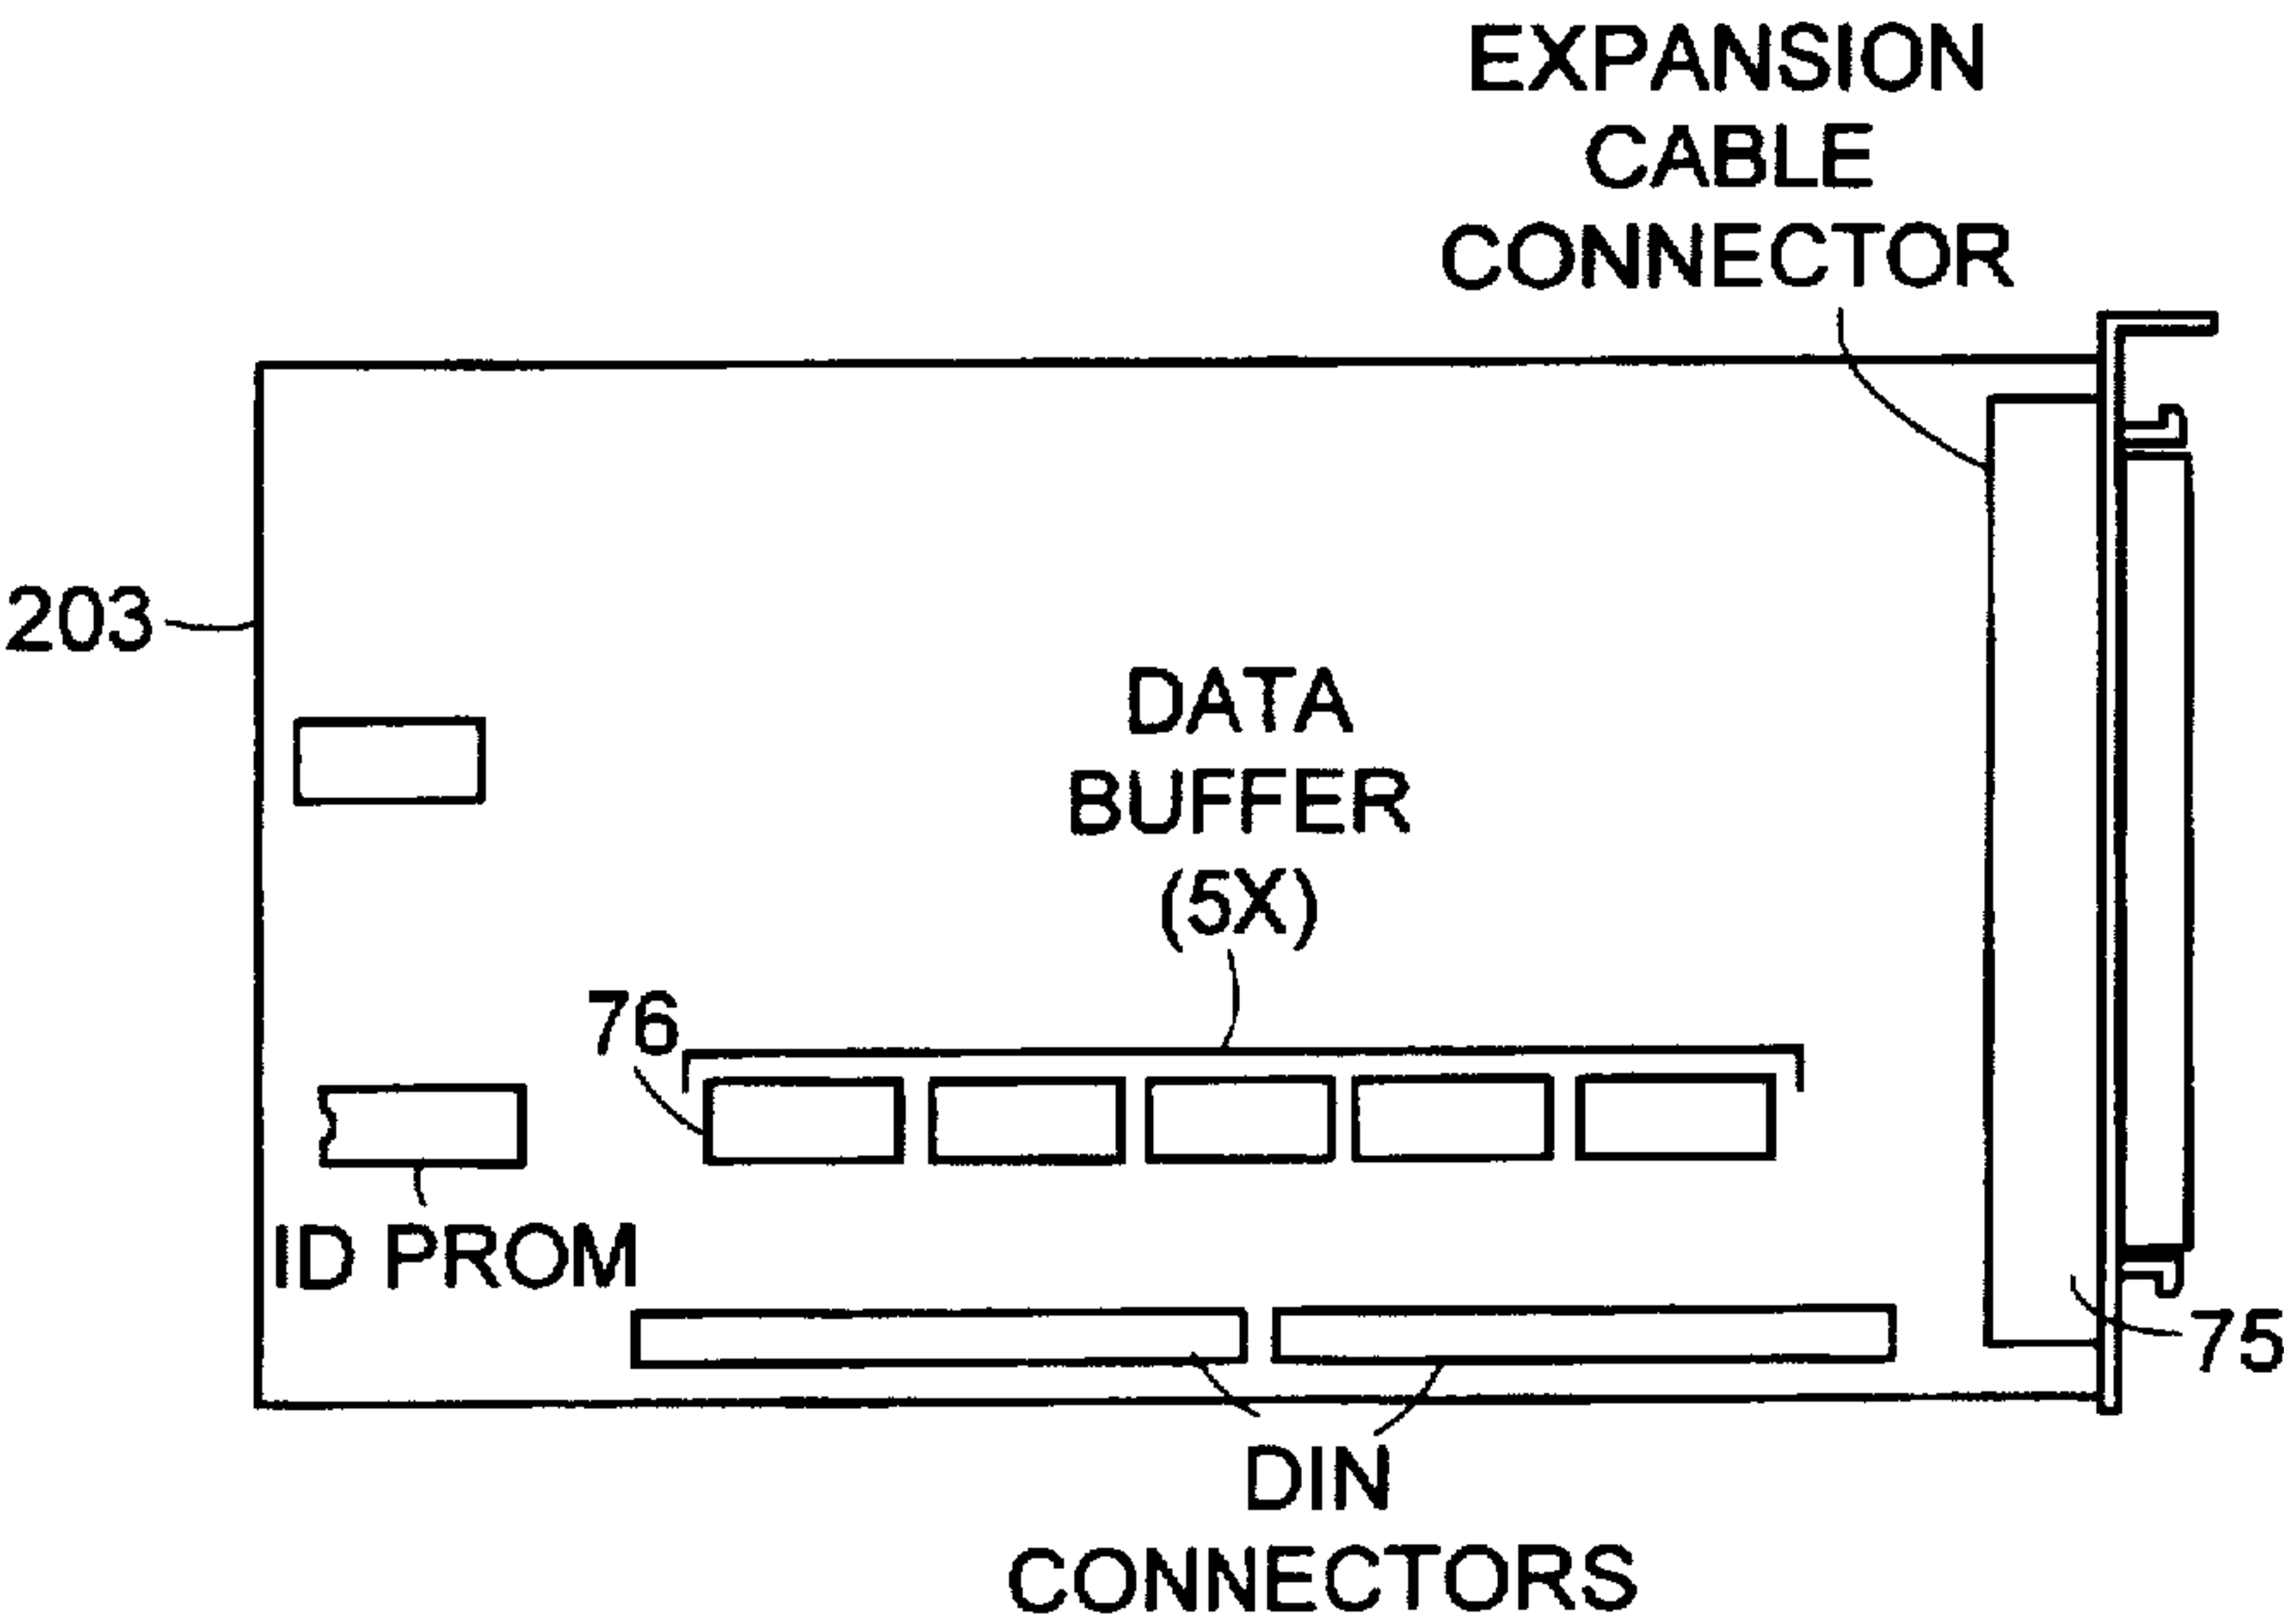 EXPANSION
CABLE
CONNECTOR
203
DATA
BUFFER
(5X)
76
ID PROM
75
DIN
CONNECTORS